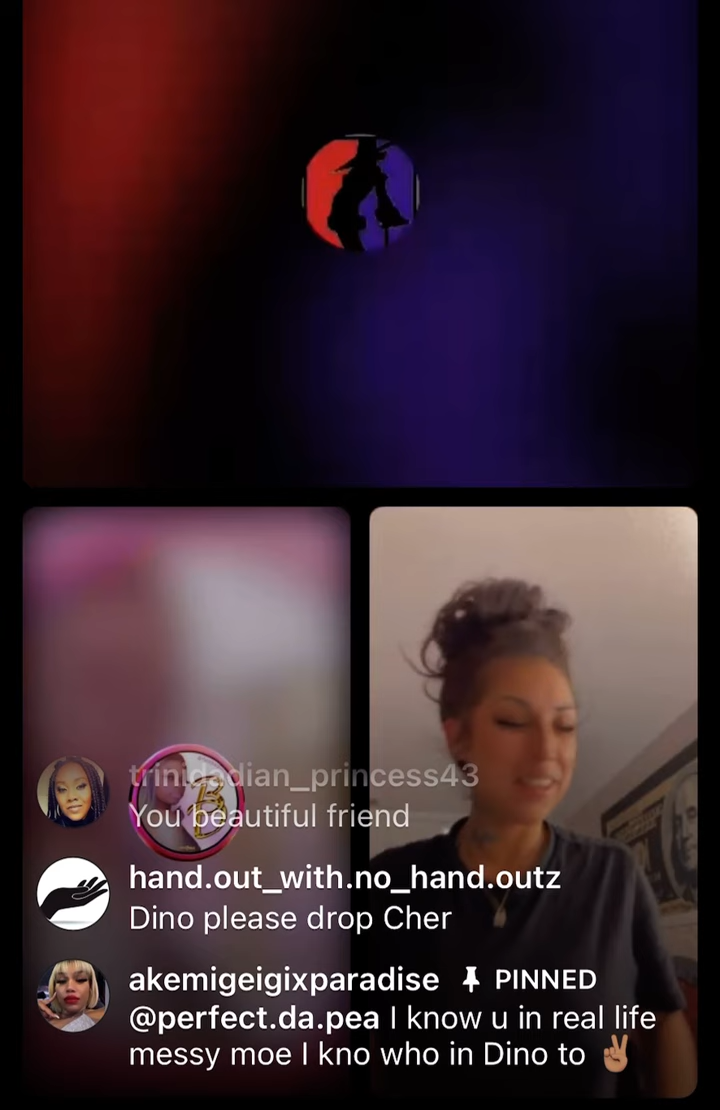 trinidadian_princess43
You beautiful friend
B
hand.out_with.no_hand.outz
Dino please drop Cher
akemigeigixparadise PINNED
@perfect.da.pea I know u in real life
messy moe I kno who in Dino to ✌🏽